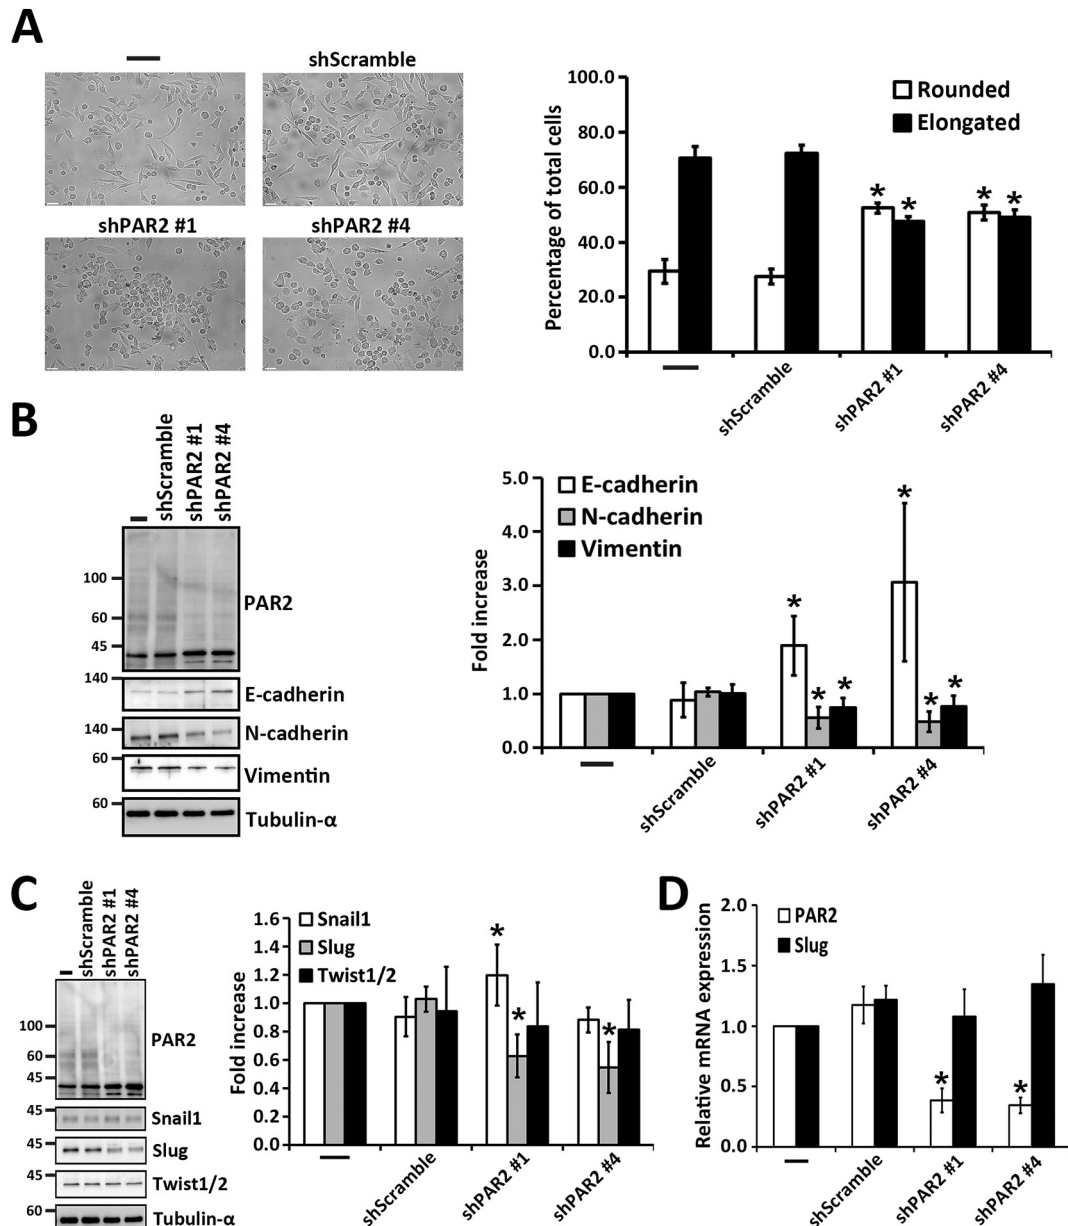 A
shScramble
shPAR2 #1
shPAR2 #4
Percentage of total cells
100.0
80.0
60.0
40.0
20.0
0.0
Rounded
Elongated
* * * *
shScramble
shPAR2 #1
shPAR2 #4
B
shScramble
shPAR2 #1
shPAR2 #4
100
60
45
PAR2
140
E-cadherin
140
N-cadherin
60
Vimentin
60
Tubulin-α
Fold increase
5.0
4.0
3.0
2.0
1.0
0.0
E-cadherin
N-cadherin
Vimentin
* * * * * *
shScramble
shPAR2 #1
shPAR2 #4
C
shScramble
shPAR2 #1
shPAR2 #4
100
60
45
PAR2
45
Snail1
45
Slug
45
Twist1/2
60
Tubulin-α
Fold increase
1.6
1.4
1.2
1.0
0.8
0.6
0.4
0.2
0.0
Snail1
Slug
Twist1/2
* * *
shScramble
shPAR2 #1
shPAR2 #4
D
Relative mRNA expression
2.0
1.5
1.0
0.5
0.0
PAR2
Slug
* *
shScramble
shPAR2 #1
shPAR2 #4